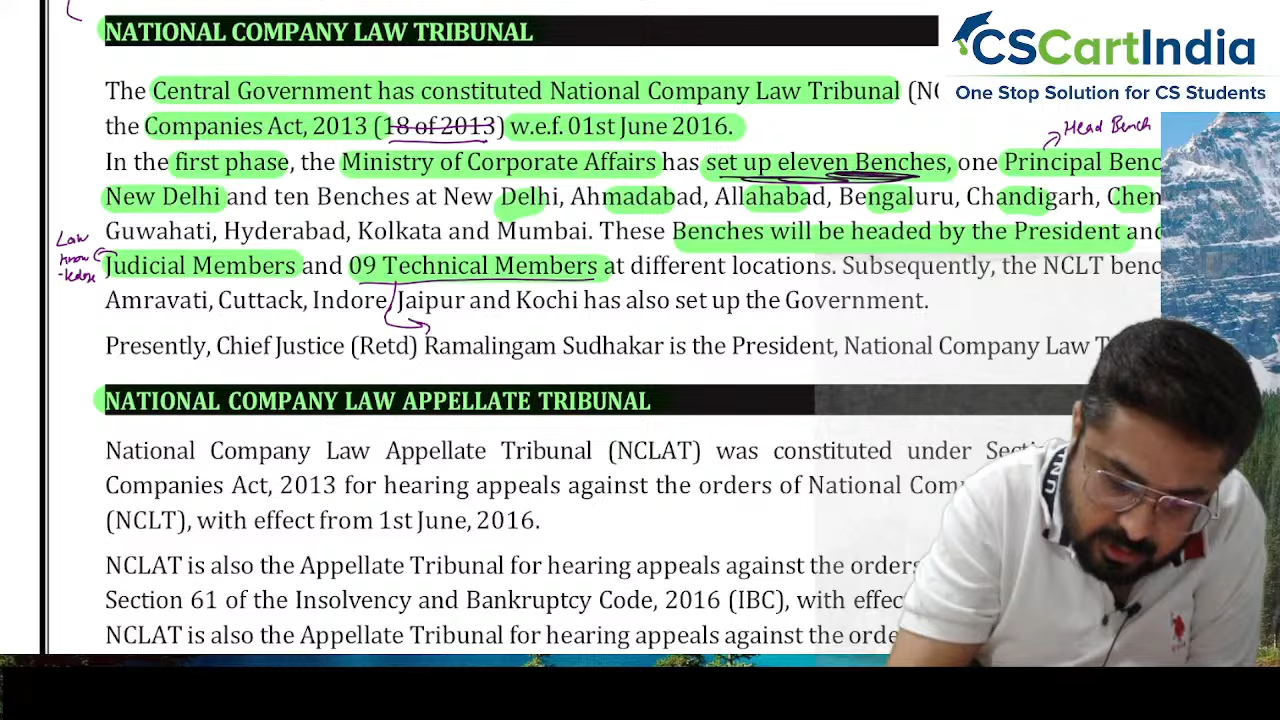 NATIONAL COMPANY LAW TRIBUNAL
CSCartIndia
One Stop Solution for CS Students
The Central Government has constituted National Company Law Tribunal (NC
the Companies Act, 2013 (18 of 2013) w.e.f. 01st June 2016.
Head Bench
In the first phase, the Ministry of Corporate Affairs has set up eleven Benches, one Principal Benc
New Delhi and ten Benches at New Delhi, Ahmadabad, Allahabad, Bengaluru, Chandigarh, Chen
Guwahati, Hyderabad, Kolkata and Mumbai. These Benches will be headed by the President and
Law
Judicial Members and 09 Technical Members at different locations. Subsequently, the NCLT benc
Amravati, Cuttack, Indore, Jaipur and Kochi has also set up the Government.
Presently, Chief Justice (Retd) Ramalingam Sudhakar is the President, National Company Law T
NATIONAL COMPANY LAW APPELLATE TRIBUNAL
National Company Law Appellate Tribunal (NCLAT) was constituted under Sect
Companies Act, 2013 for hearing appeals against the orders of National Com
(NCLT), with effect from 1st June, 2016.
NCLAT is also the Appellate Tribunal for hearing appeals against the orders
Section 61 of the Insolvency and Bankruptcy Code, 2016 (IBC), with effec
NCLAT is also the Appellate Tribunal for hearing appeals against the orde